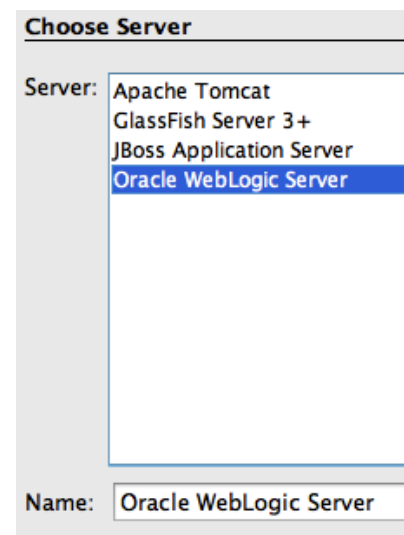 Choose Server
Server:
Apache Tomcat
GlassFish Server 3+
JBoss Application Server
Oracle WebLogic Server
Name: Oracle WebLogic Server